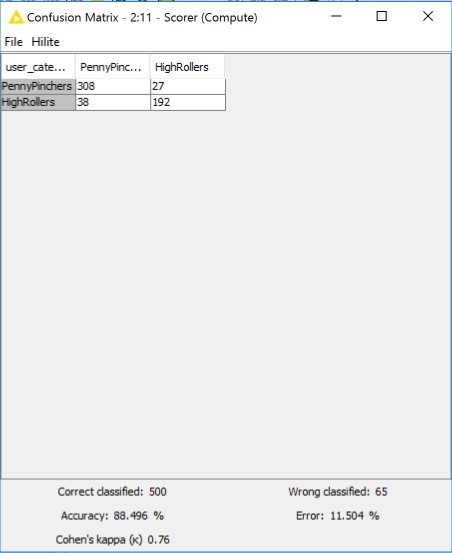 Confusion Matrix - 2:11 - Scorer (Compute)
File Hilite
user_cate... PennyPinc... HighRollers
PennyPinchers 308 27
HighRollers 38 192
Correct classified: 500 Wrong classified: 65
Accuracy: 88.496 % Error: 11.504 %
Cohen's kappa (κ) 0.76